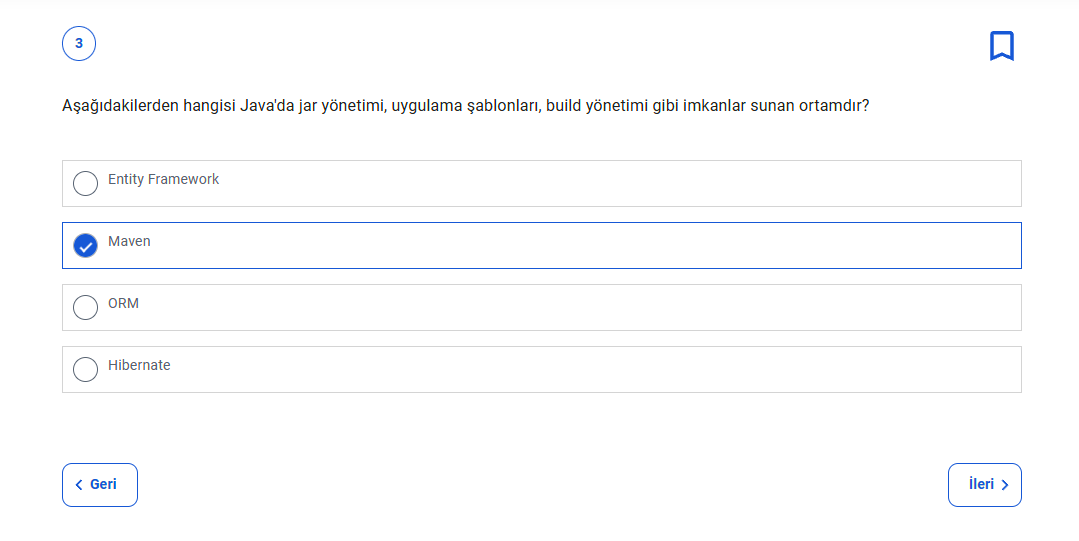 3
Aşağıdakilerden hangisi Java'da jar yönetimi, uygulama şablonları, build yönetimi gibi imkanlar sunan ortamdır?
Entity Framework
Maven
ORM
Hibernate
Geri
İleri